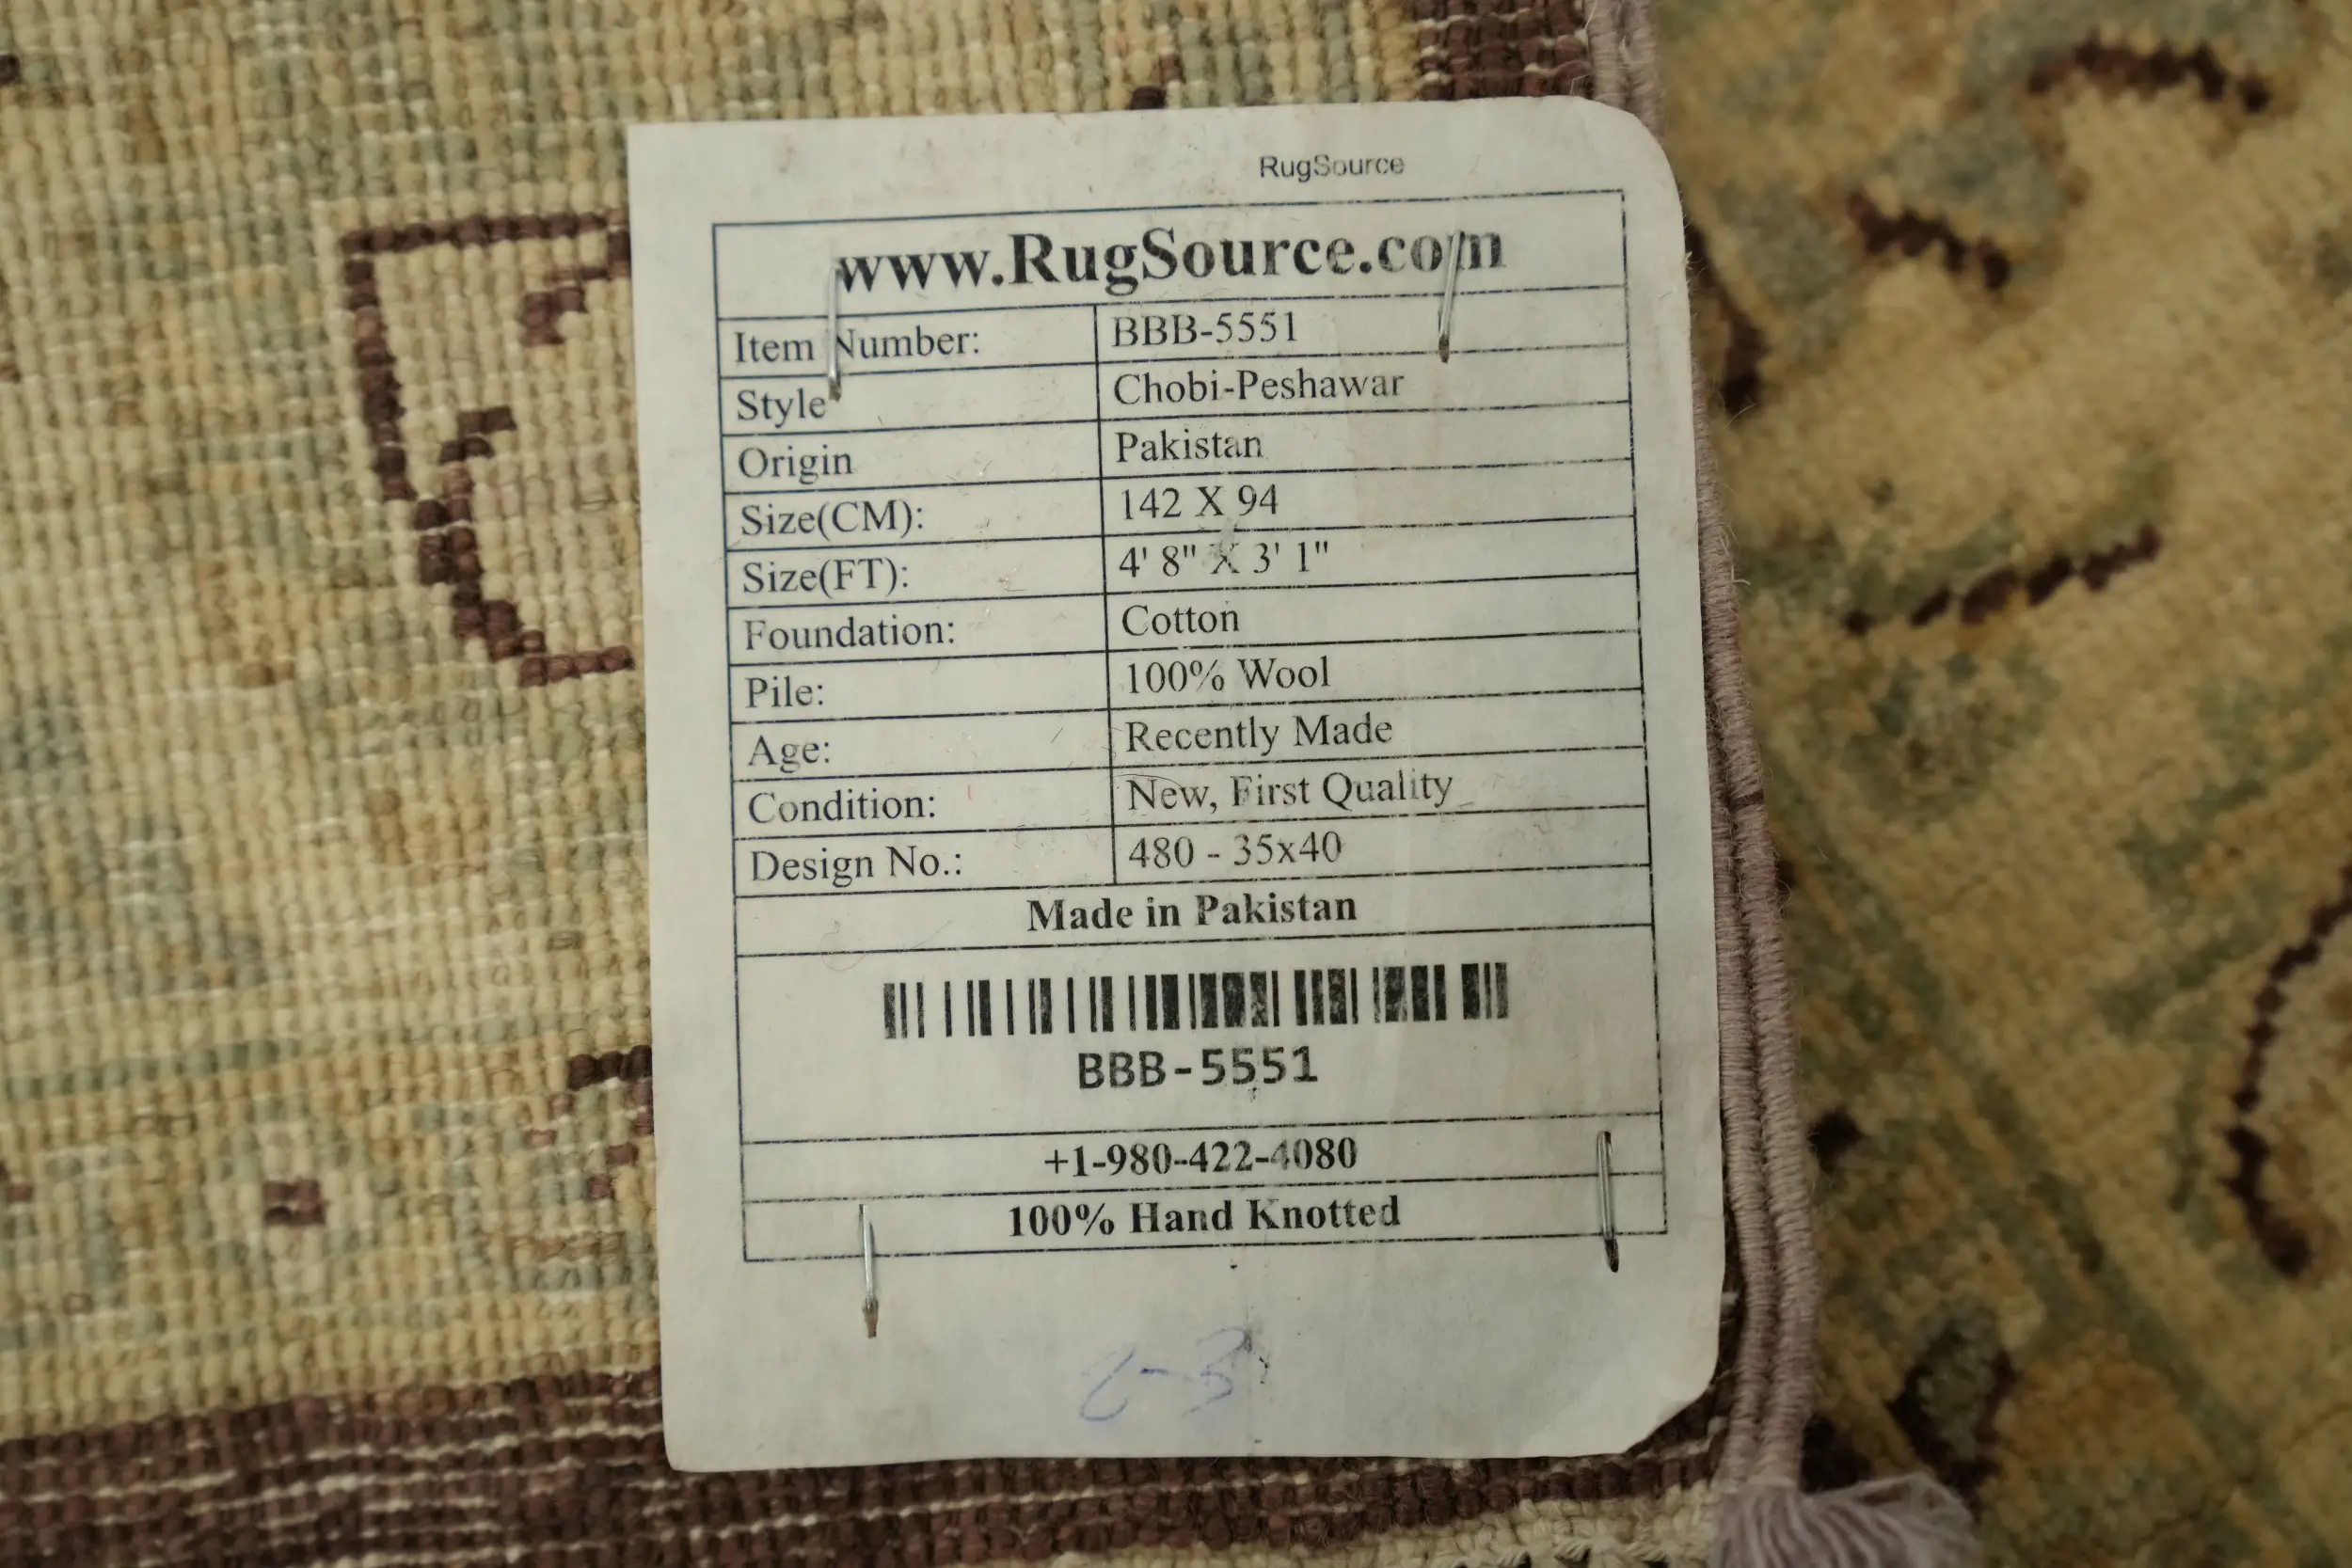 RugSource
www.RugSource.com
Item Number: BBB-5551
Style Chobi-Peshawar
Origin Pakistan
Size(CM): 142 X 94
Size(FT): 4' 8" X 3' 1"
Foundation: Cotton
Pile: 100% Wool
Age: Recently Made
Condition: New, First Quality
Design No.: 480 - 35x40
Made in Pakistan
BBB-5551
+1-980-422-4080
100% Hand Knotted